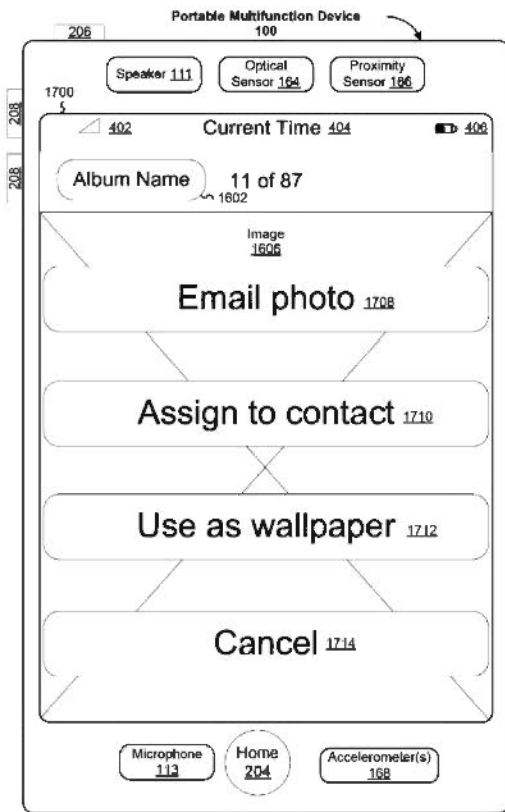 Portable Multifunction Device
100
206
Speaker 111
Optical
Sensor 164
Proximity
Sensor 166
1700
208
402
Current Time 404
406
208
Album Name
11 of 87
1602
Image
1606
Email photo 1708
Assign to contact 1710
Use as wallpaper 1712
Cancel 1714
Microphone
113
Home
204
Accelerometer(s)
168